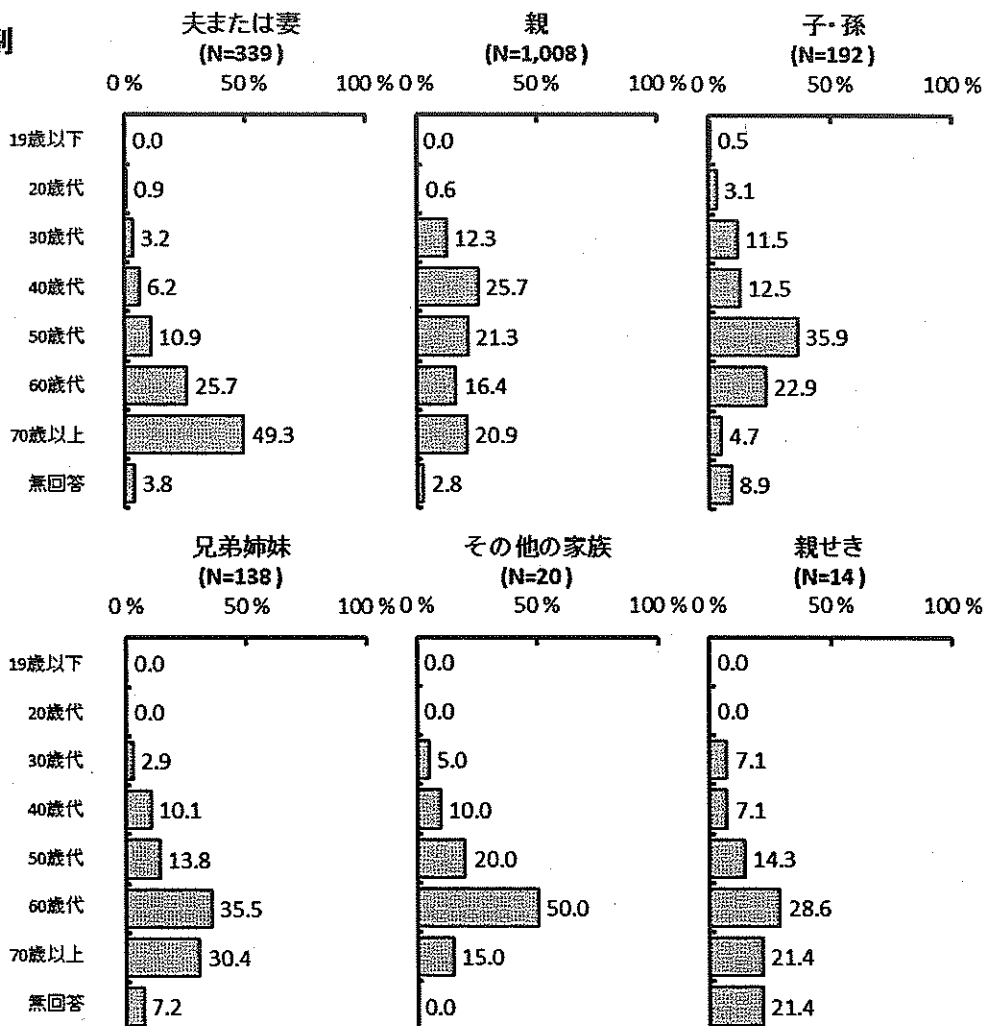 別
夫または妻 親 子・孫
(N=339) (N=1,008) (N=192)
0% 50% 100% 0% 50% 100% 0% 50% 100%
19歳以下 0.0 0.0 0.5
20歳代 0.9 0.6 3.1
30歳代 3.2 12.3 11.5
40歳代 6.2 25.7 12.5
50歳代 10.9 21.3 35.9
60歳代 25.7 16.4 22.9
70歳以上 49.3 20.9 4.7
無回答 3.8 2.8 8.9
兄弟姉妹 その他の家族 親せき
(N=138) (N=20) (N=14)
0% 50% 100% 0% 50% 100% 0% 50% 100%
19歳以下 0.0 0.0 0.0
20歳代 0.0 0.0 0.0
30歳代 2.9 5.0 7.1
40歳代 10.1 10.0 7.1
50歳代 13.8 20.0 14.3
60歳代 35.5 50.0 28.6
70歳以上 30.4 15.0 21.4
無回答 7.2 0.0 21.4